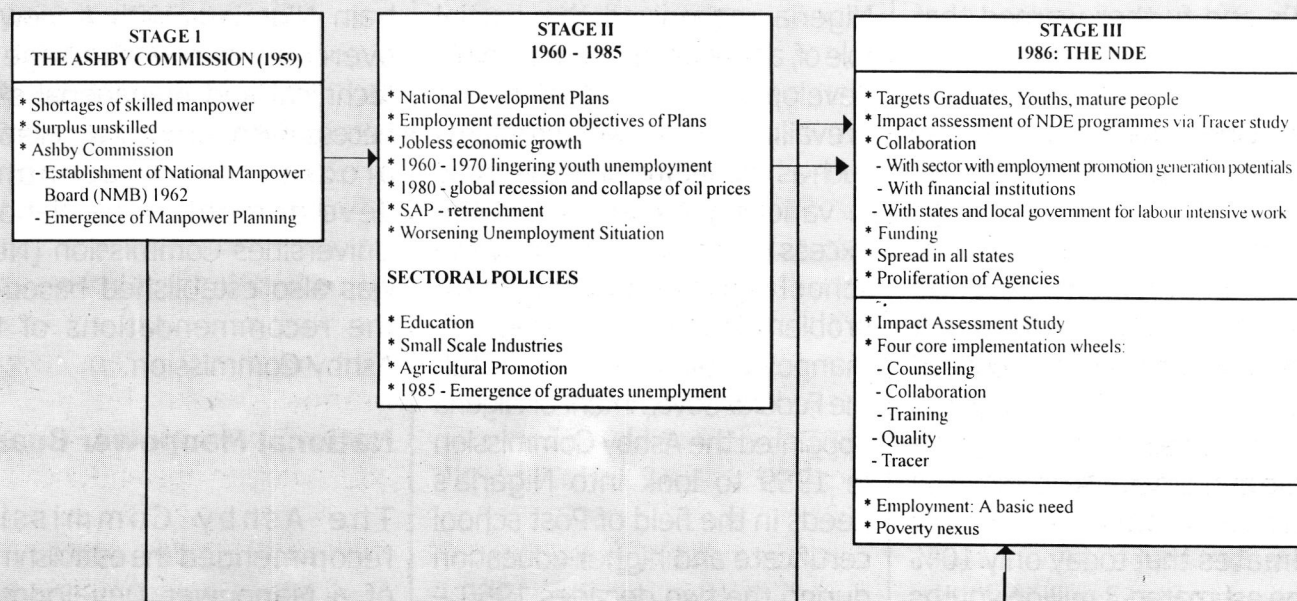 STAGE I
THE ASHBY COMMISSION (1959)
* Shortages of skilled manpower
* Surplus unskilled
* Ashby Commission
- Establishment of National Manpower
Board (NMB) 1962
- Emergence of Manpower Planning
STAGE II
1960 - 1985
* National Development Plans
* Employment reduction objectives of Plans
* Jobless economic growth
* 1960 - 1970 lingering youth unemployment
* 1980 - global recession and collapse of oil prices
* SAP - retrenchment
* Worsening Unemployment Situation
SECTORAL POLICIES
* Education
* Small Scale Industries
* Agricultural Promotion
* 1985 - Emergence of graduates unemplyment
STAGE III
1986: THE NDE
* Targets Graduates, Youths, mature people
* Impact assessment of NDE programmes via Tracer study
* Collaboration
- With sector with employment promotion generation potentials
- With financial institutions
- With states and local government for labour intensive work
* Funding
* Spread in all states
* Proliferation of Agencies
* Impact Assessment Study
* Four core implementation wheels:
- Counselling
- Collaboration
- Training
- Quality
- Tracer
* Employment: A basic need
* Poverty nexus